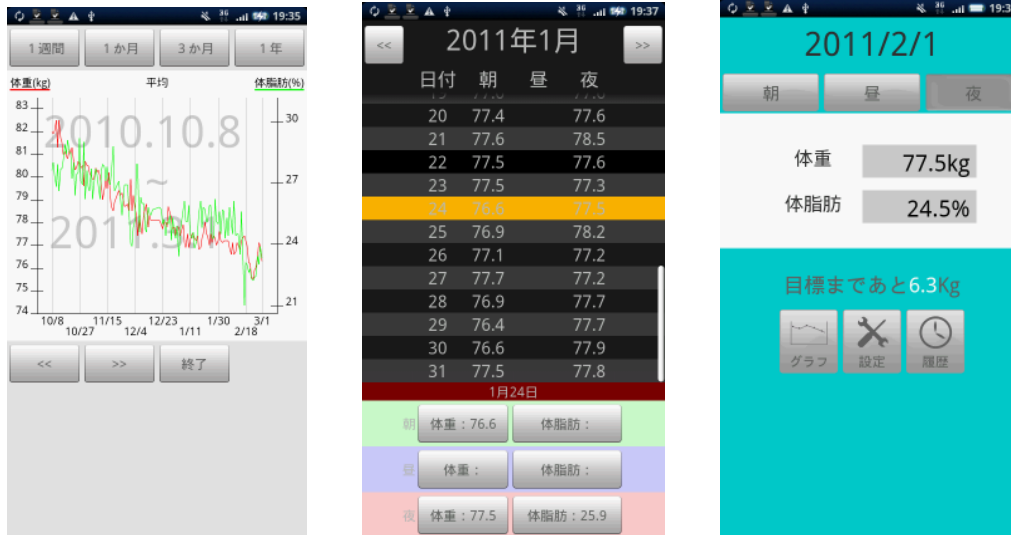 19:35
1週間 1か月 3か月 1年
体重(kg) 平均 体脂肪(%)
83
82
81
80
79
78
77
76
75
74
30
27
24
21
2010.10.8
~
10/8 11/15 12/23 1/30 3/1
10/27 12/4 1/11 2/18
<< >> 終了
3G 19:37
<< 2011年1月 >>
日付 朝 昼 夜
20 77.4 77.6
21 77.6 78.5
22 77.5 77.6
23 77.5 77.3
24 76.6 77.5
25 76.9 78.2
26 77.1 77.2
27 77.7 77.2
28 76.9 77.7
29 76.4 77.7
30 76.6 77.9
31 77.5 77.8
1月24日
朝 体重:76.6 体脂肪:
昼 体重: 体脂肪:
夜 体重:77.5 体脂肪:25.9
3G
2011/2/1
朝 昼 夜
体重 77.5kg
体脂肪 24.5%
目標まであと6.3Kg
グラフ 設定 履歴